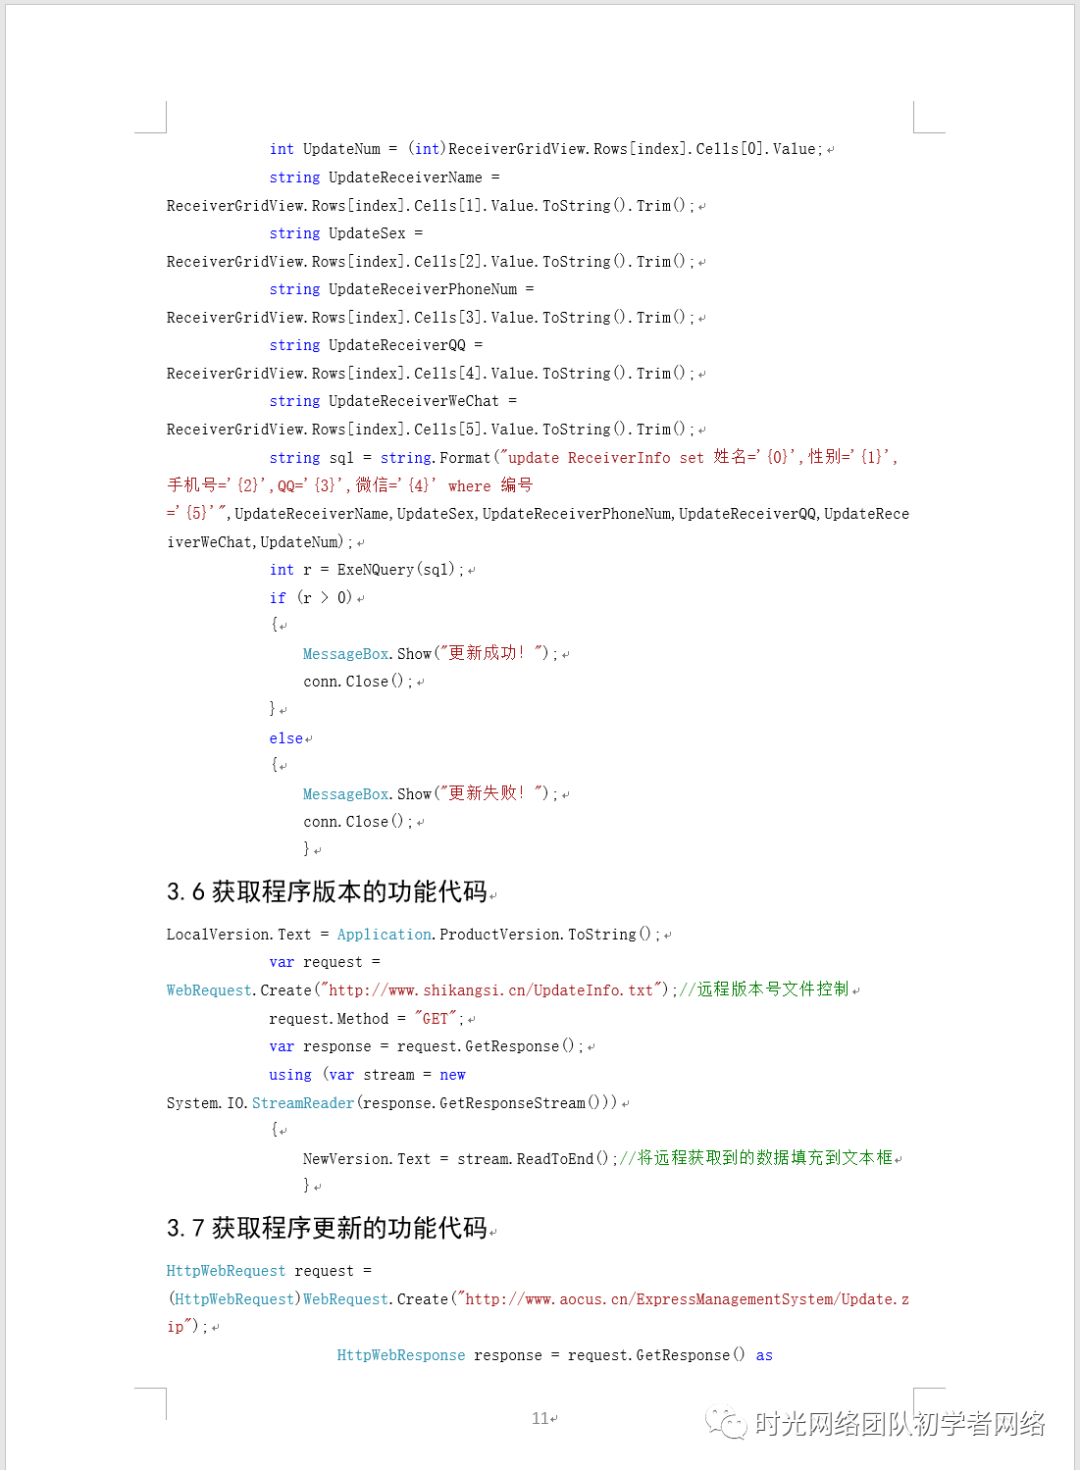 int UpdateNum = (int)ReceiverGridView.Rows[index].Cells[0].Value;
string UpdateReceiverName =
ReceiverGridView.Rows[index].Cells[1].Value.ToString().Trim();
string UpdateSex =
ReceiverGridView.Rows[index].Cells[2].Value.ToString().Trim();
string UpdateReceiverPhoneNum =
ReceiverGridView.Rows[index].Cells[3].Value.ToString().Trim();
string UpdateReceiverQQ =
ReceiverGridView.Rows[index].Cells[4].Value.ToString().Trim();
string UpdateReceiverWeChat =
ReceiverGridView.Rows[index].Cells[5].Value.ToString().Trim();
string sql = string.Format("update ReceiverInfo set 姓名='{0}',性别='{1}',
手机号='{2}',QQ='{3}',微信='{4}' where 编号
='{5}'",UpdateReceiverName,UpdateSex,UpdateReceiverPhoneNum,UpdateReceiverQQ,UpdateRece
iverWeChat,UpdateNum);
int r = ExeNQuery(sql);
if (r > 0)
{
MessageBox.Show("更新成功！");
conn.Close();
}
else
{
MessageBox.Show("更新失败！");
conn.Close();
}
3.6 获取程序版本的功能代码
LocalVersion.Text = Application.ProductVersion.ToString();
var request =
WebRequest.Create("http://www.shikangsi.cn/UpdateInfo.txt");//远程版本号文件控制
request.Method = "GET";
var response = request.GetResponse();
using (var stream = new
System.IO.StreamReader(response.GetResponseStream()))
{
NewVersion.Text = stream.ReadToEnd();//将远程获取到的数据填充到文本框
}
3.7 获取程序更新的功能代码
HttpWebRequest request =
(HttpWebRequest)WebRequest.Create("http://www.aocus.cn/ExpressManagementSystem/Update.z
ip");
HttpWebResponse response = request.GetResponse() as
11
时光网络团队初学者网络